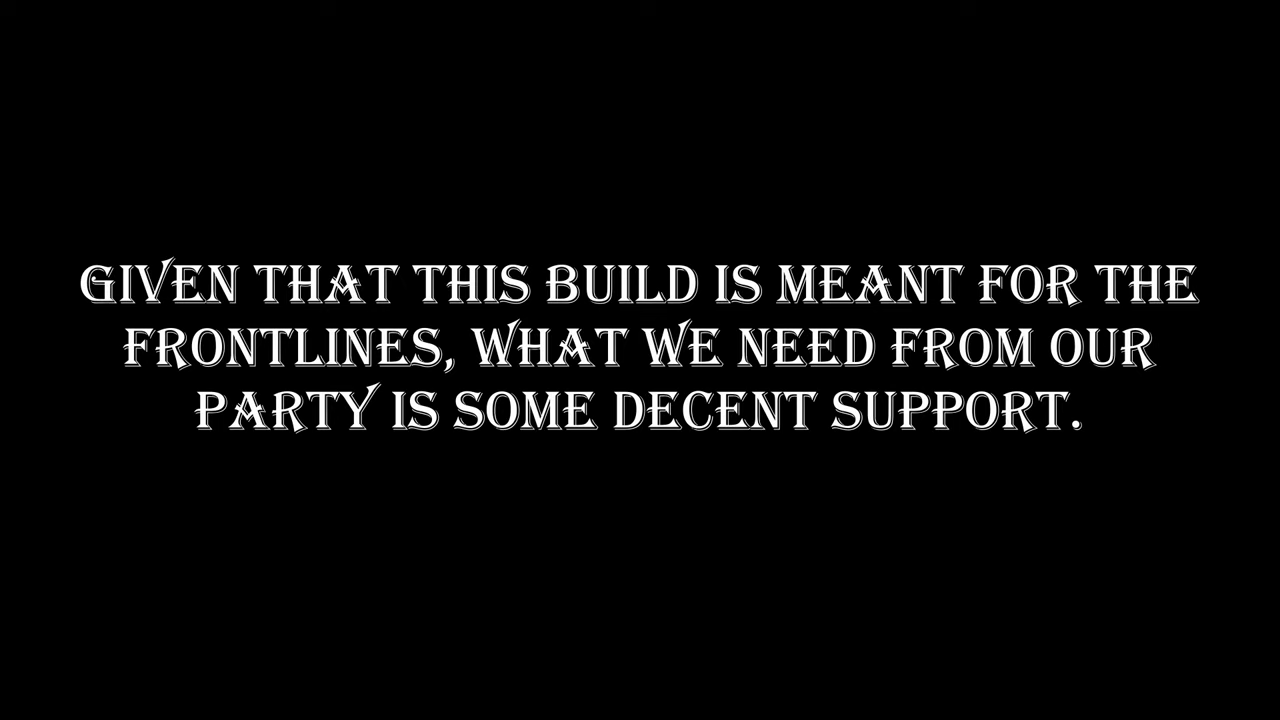 GIVEN THAT THIS BUILD IS MEANT FOR THE
FRONTLINES, WHAT WE NEED FROM OUR
PARTY IS SOME DECENT SUPPORT.